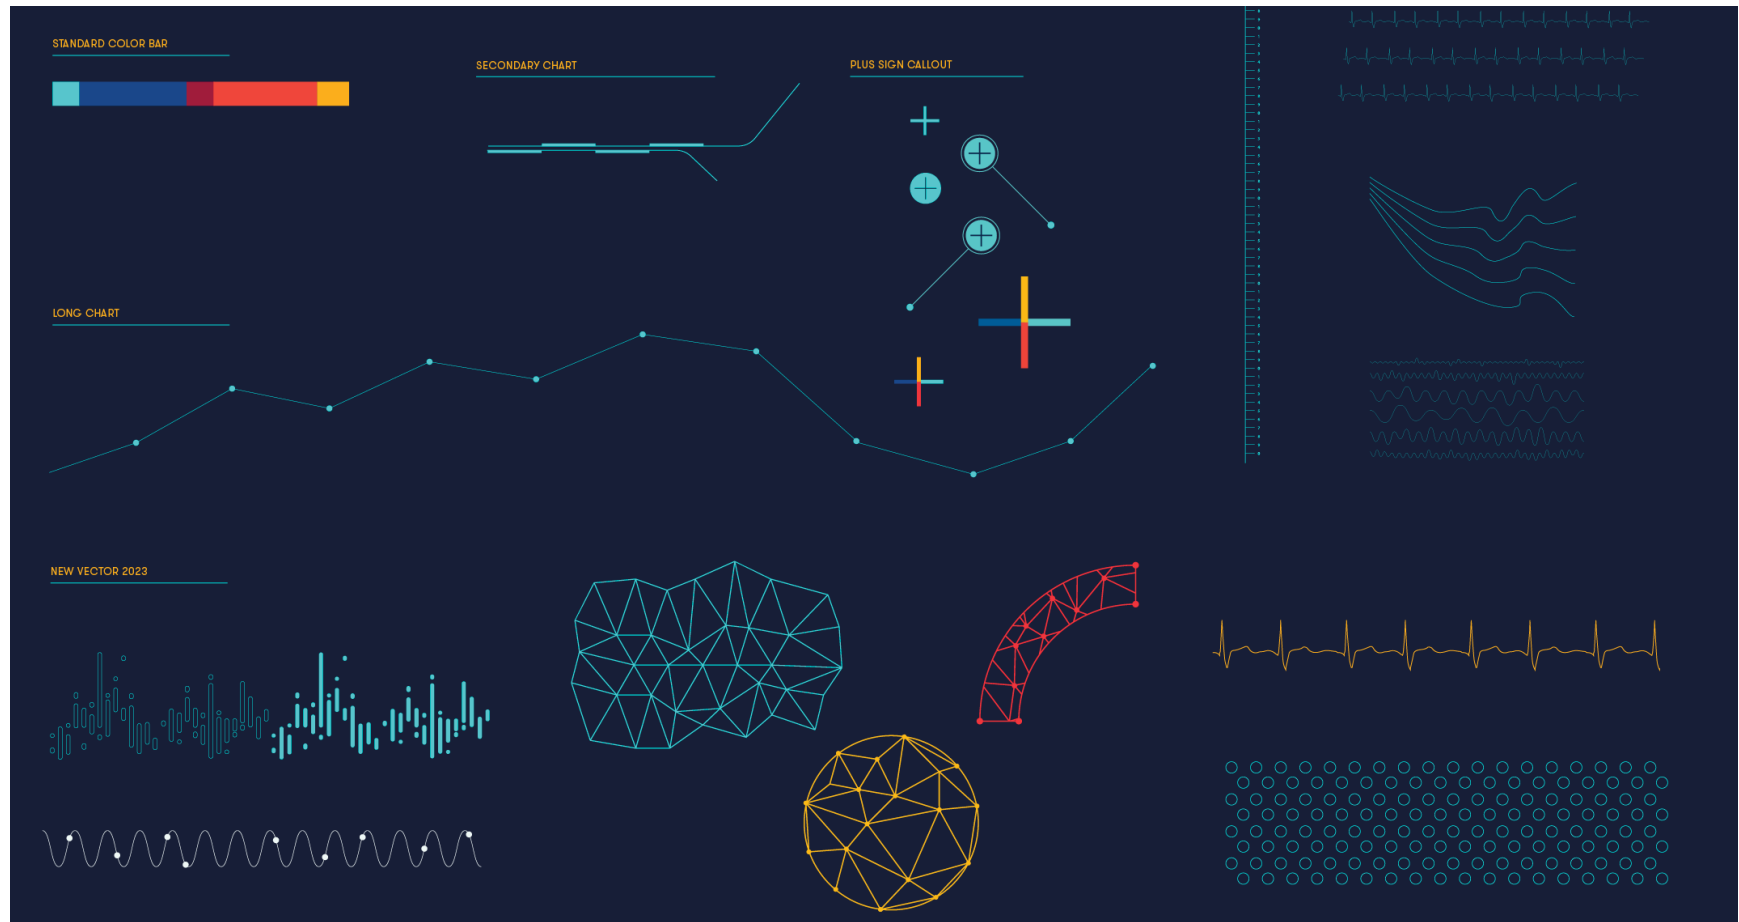 STANDARD COLOR BAR
SECONDARY CHART
PLUS SIGN CALLOUT
LONG CHART
NEW VECTOR 2023